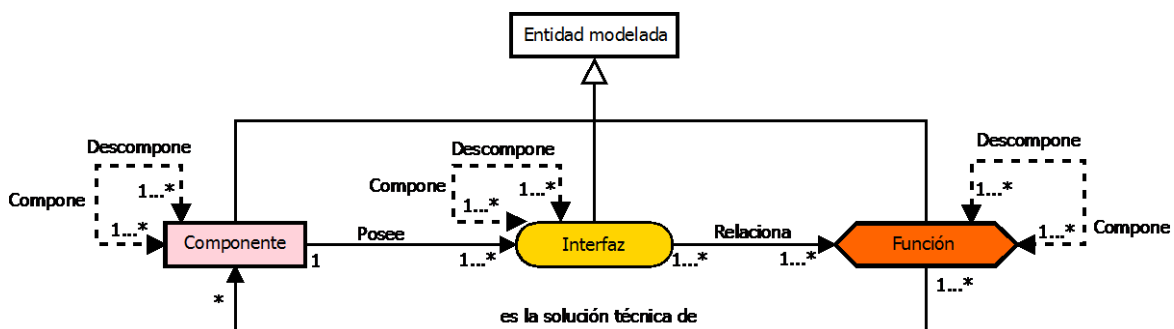 Entidad modelada
Descompone
Descompone
Descompone
Compone
1...*
Compone
1...*
1...*
1...*
1...*
1...*
Compone
Componente
Posee
Interfaz
Relaciona
Función
1
1...*
1...*
1...*
*
1...*
es la solución técnica de